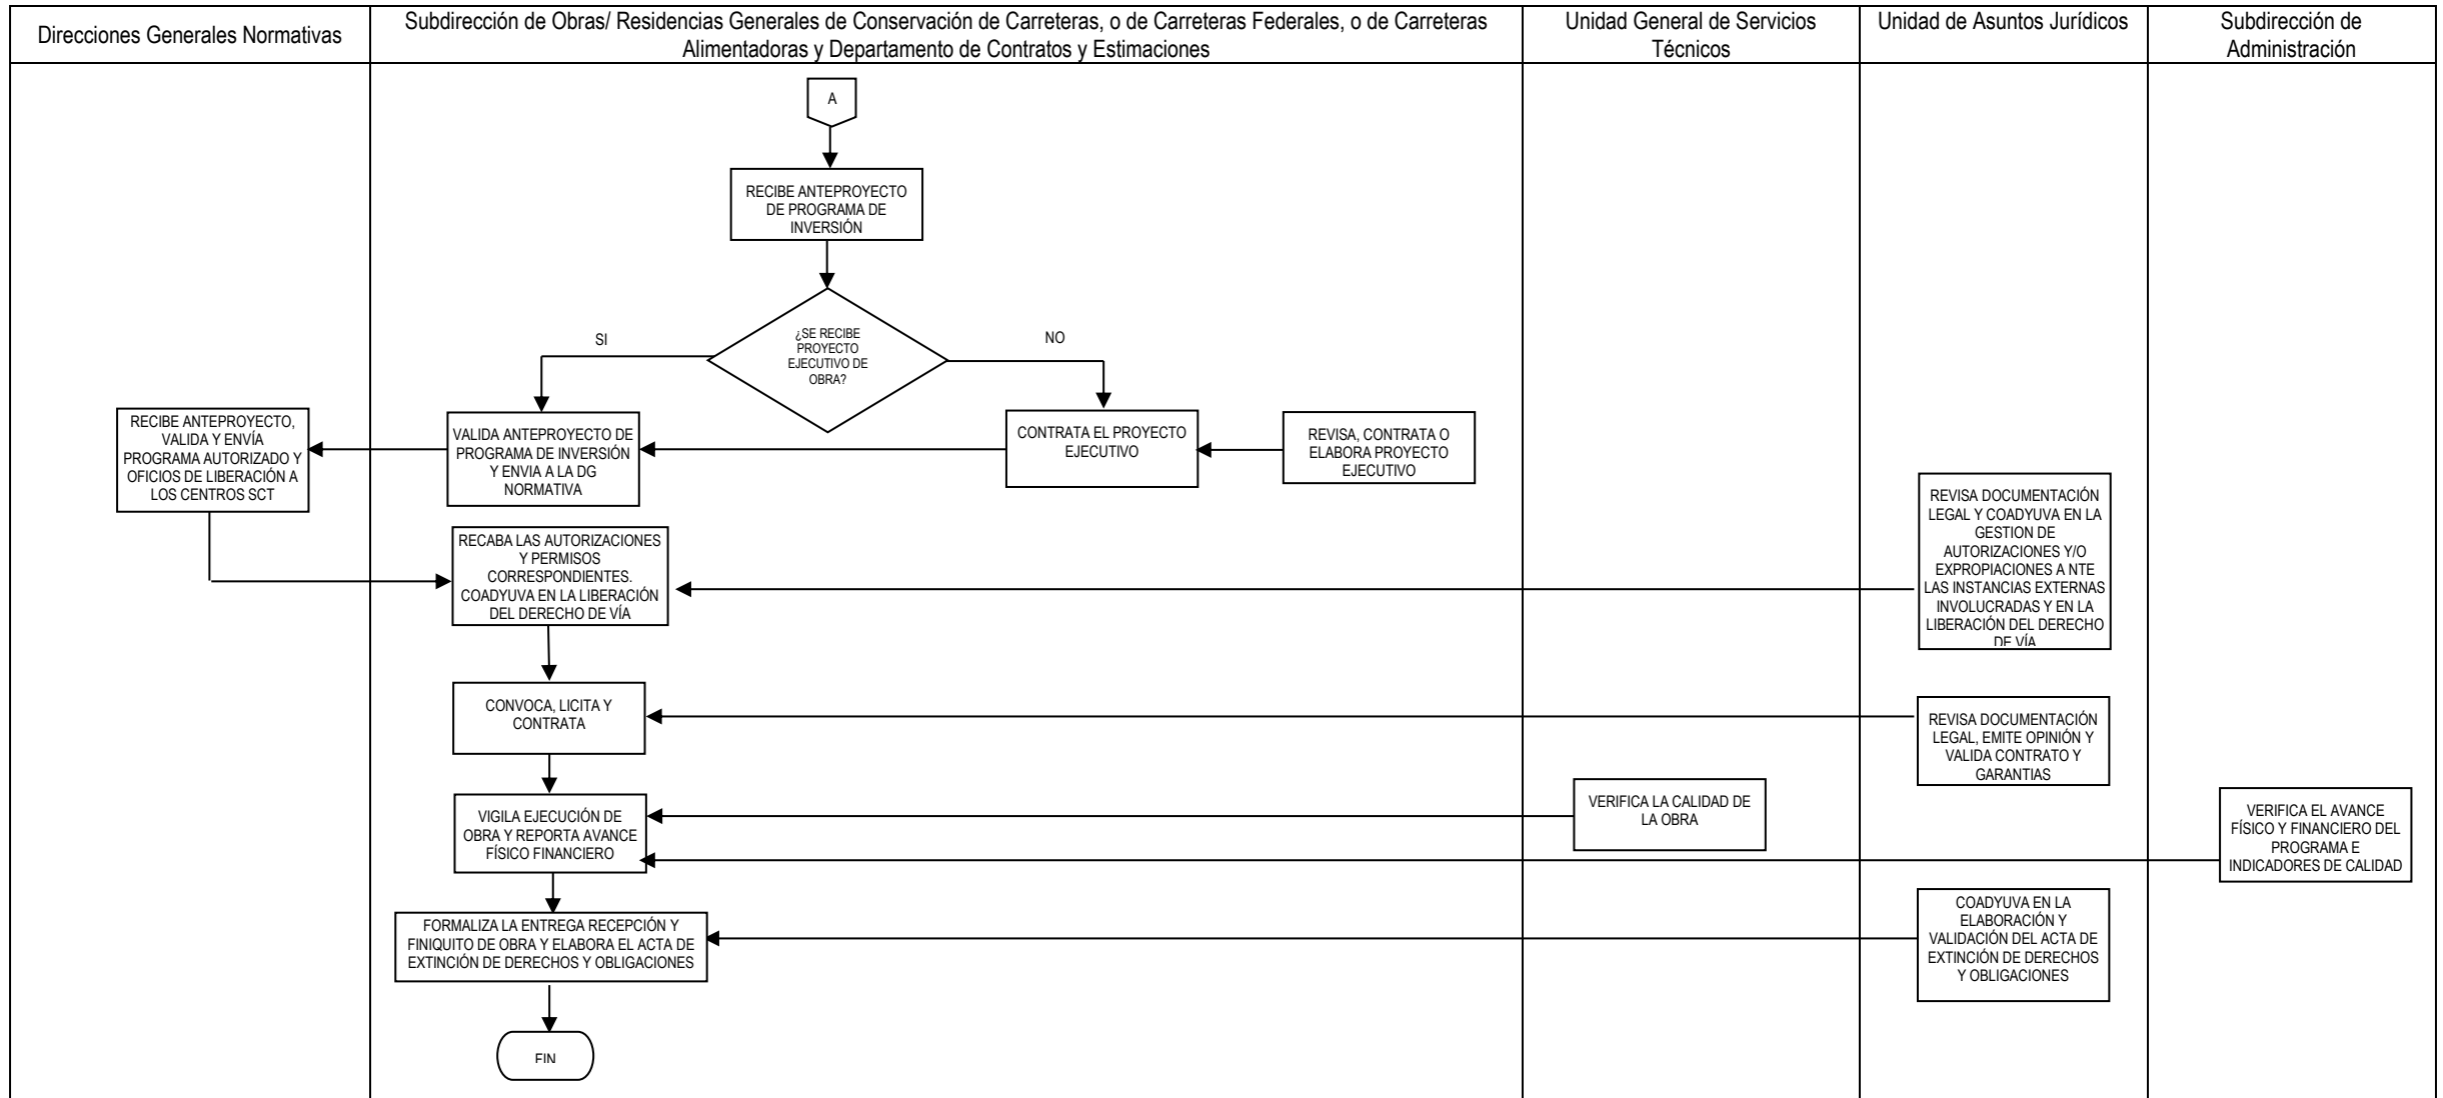 Direcciones Generales Normativas
Subdirección de Obras/ Residencias Generales de Conservación de Carreteras, o de Carreteras Federales, o de Carreteras
Alimentadoras y Departamento de Contratos y Estimaciones
Unidad General de Servicios
Técnicos
Unidad de Asuntos Jurídicos
Subdirección de
Administración
A
RECIBE ANTEPROYECTO
DE PROGRAMA DE
INVERSIÓN
¿SE RECIBE
PROYECTO
EJECUTIVO DE
OBRA?
SI
NO
RECIBE ANTEPROYECTO,
VALIDA Y ENVÍA
PROGRAMA AUTORIZADO Y
OFICIOS DE LIBERACIÓN A
LOS CENTROS SCT
VALIDA ANTEPROYECTO DE
PROGRAMA DE INVERSIÓN
Y ENVIA A LA DG
NORMATIVA
CONTRATA EL PROYECTO
EJECUTIVO
REVISA, CONTRATA O
ELABORA PROYECTO
EJECUTIVO
REVISA DOCUMENTACIÓN
LEGAL Y COADYUVA EN LA
GESTION DE
AUTORIZACIONES Y/O
EXPROPIACIONES A NTE
LAS INSTANCIAS EXTERNAS
INVOLUCRADAS Y EN LA
LIBERACIÓN DEL DERECHO
DE VÍA
RECABA LAS AUTORIZACIONES
Y PERMISOS
CORRESPONDIENTES.
COADYUVA EN LA LIBERACIÓN
DEL DERECHO DE VÍA
CONVOCA, LICITA Y
CONTRATA
REVISA DOCUMENTACIÓN
LEGAL, EMITE OPINIÓN Y
VALIDA CONTRATO Y
GARANTIAS
VIGILA EJECUCIÓN DE
OBRA Y REPORTA AVANCE
FÍSICO FINANCIERO
VERIFICA LA CALIDAD DE
LA OBRA
VERIFICA EL AVANCE
FÍSICO Y FINANCIERO DEL
PROGRAMA E
INDICADORES DE CALIDAD
FORMALIZA LA ENTREGA RECEPCIÓN Y
FINIQUITO DE OBRA Y ELABORA EL ACTA DE
EXTINCIÓN DE DERECHOS Y OBLIGACIONES
COADYUVA EN LA
ELABORACIÓN Y
VALIDACIÓN DEL ACTA DE
EXTINCIÓN DE DERECHOS
Y OBLIGACIONES
FIN